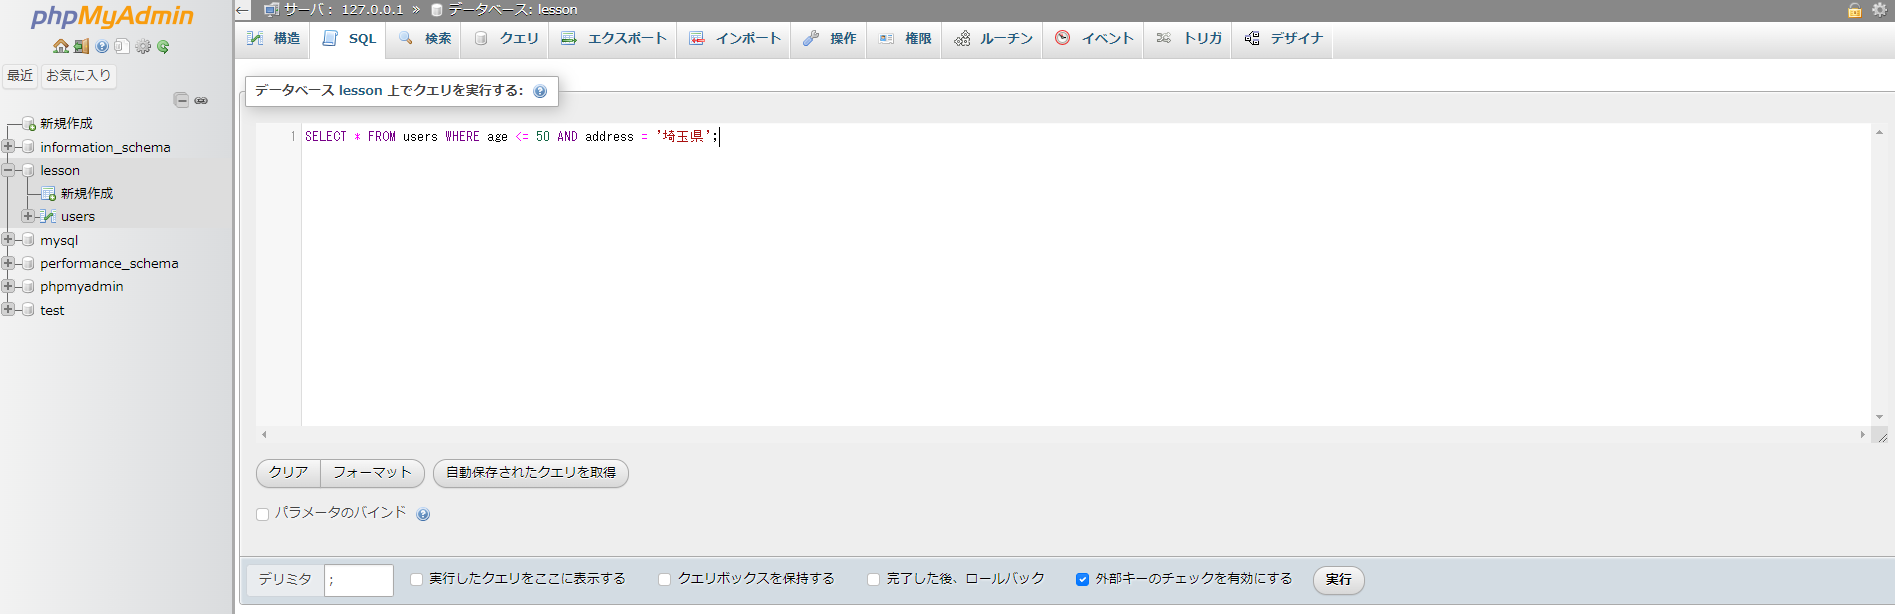 phpMyAdmin
最近 お気に入り
新規作成
information_schema
lesson
新規作成
users
mysql
performance_schema
phpmyadmin
test
サーバ: 127.0.0.1 » データベース: lesson
構造 SQL 検索 クエリ エクスポート インポート 操作 権限 ルーチン イベント トリガ デザイナ
データベース lesson 上でクエリを実行する:
1 SELECT * FROM users WHERE age <= 50 AND address = '埼玉県';
クリア フォーマット 自動保存されたクエリを取得
パラメータのバインド
デリミタ ; 実行したクエリをここに表示する クエリボックスを保持する 完了した後、ロールバック 外部キーのチェックを有効にする 実行